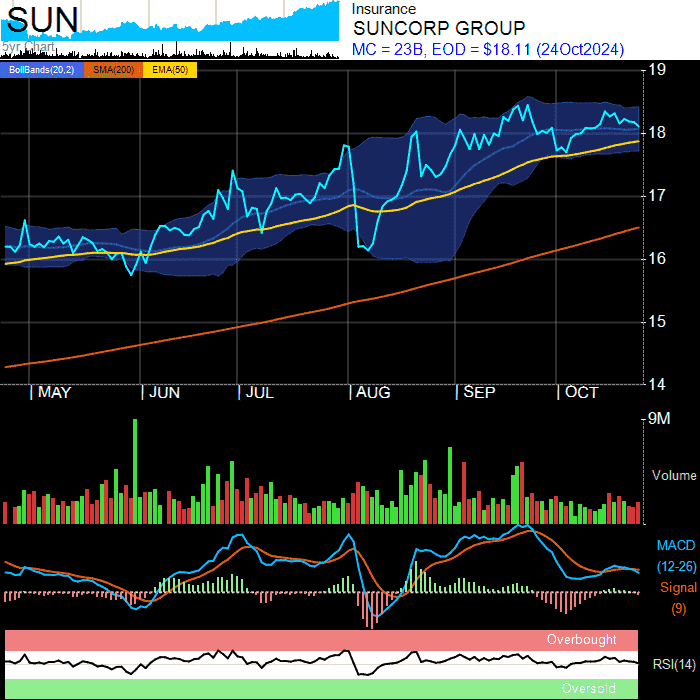 SUN
5yr Chart
Insurance
SUNCORP GROUP
MC = 23B, EOD = $18.11 (24Oct2024)
BollBands(20,2) SMA(200) EMA(50)
19
18
17
16
15
14
MAY JUN JUL AUG SEP OCT
9M
Volume
MACD
(12-26)
Signal
(9)
Overbought
RSI(14)
Oversold